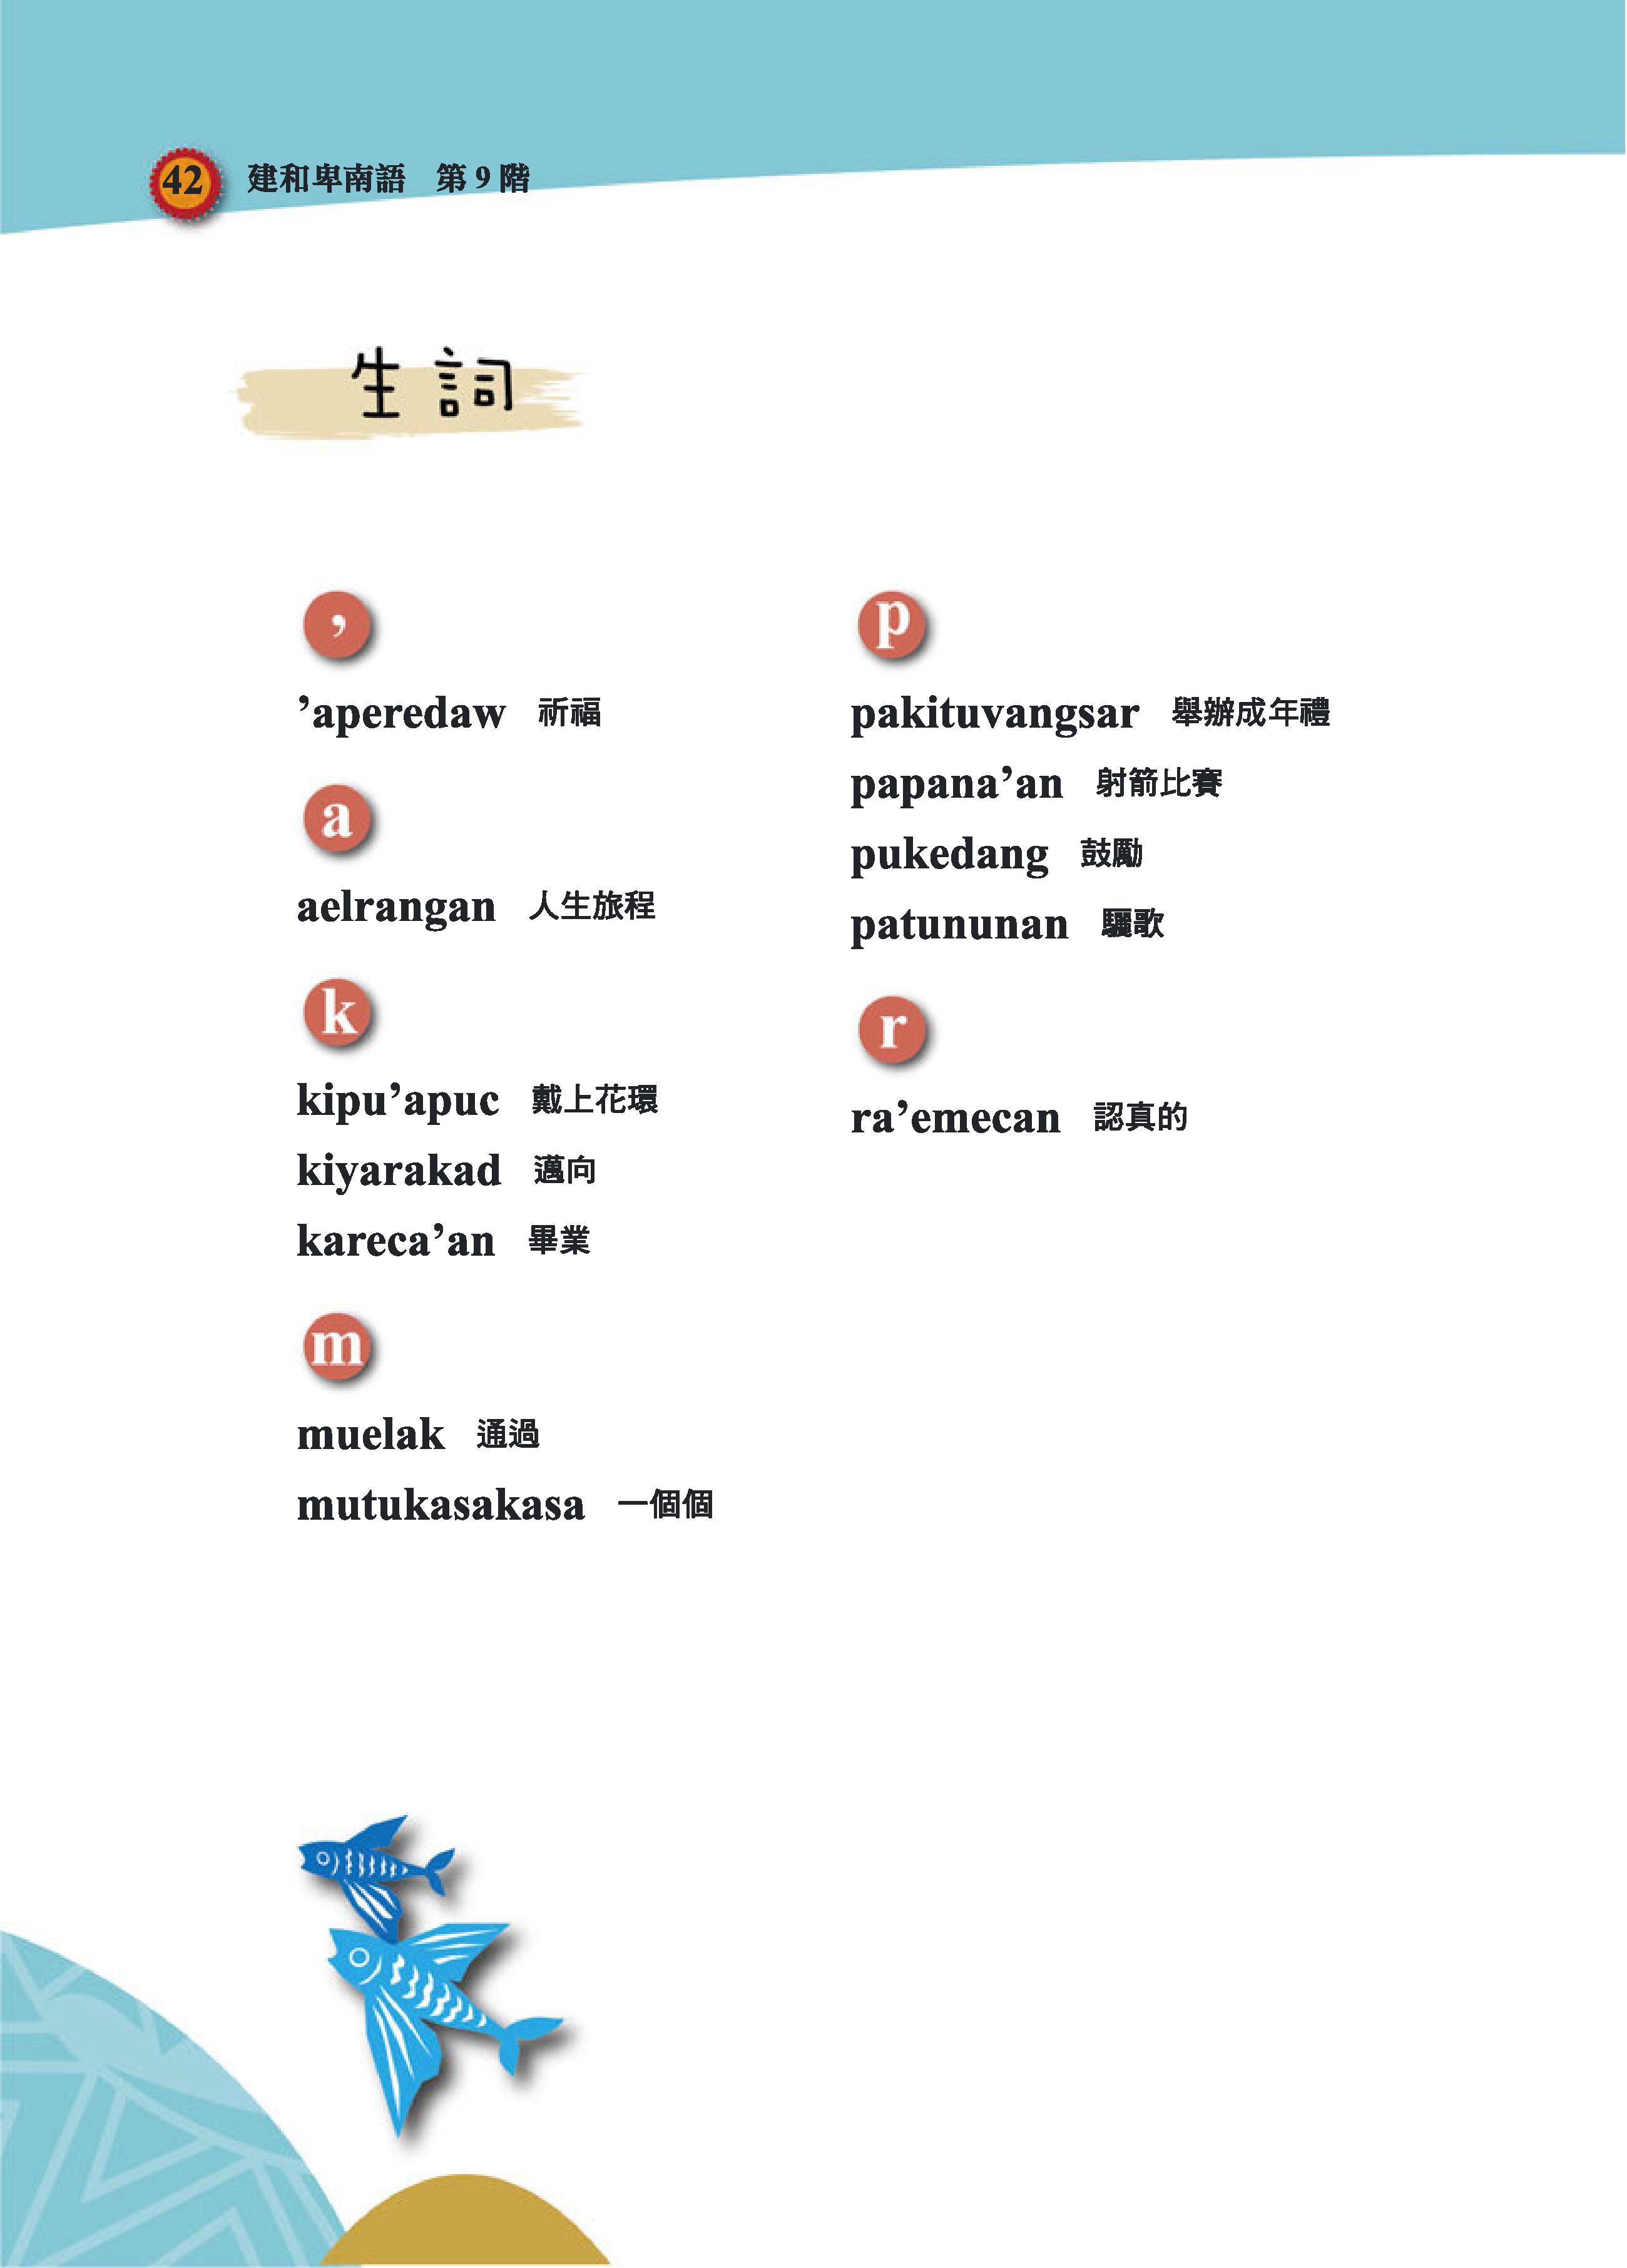 42 建和卑南語 第 9 階
生詞
’
’aperedaw 祈福
a
aelrangan 人生旅程
k
kipu’apuc 戴上花環
kiyarakad 邁向
kareca’an 畢業
m
muelak 通過
mutukasakasa 一個個
p
pakituvangsar 舉辦成年禮
papana’an 射箭比賽
pukedang 鼓勵
patununan 驪歌
r
ra’emecan 認真的